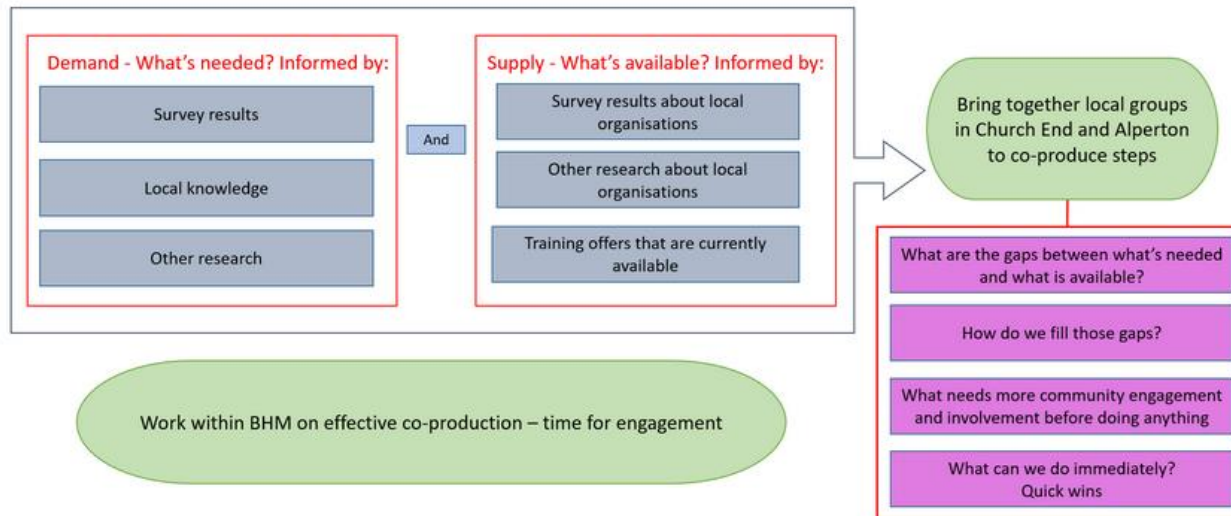 Demand - What's needed? Informed by:
Survey results
Local knowledge
Other research
And
Supply - What's available? Informed by:
Survey results about local
organisations
Other research about local
organisations
Training offers that are currently
available
Bring together local groups
in Church End and Alperton
to co-produce steps
What are the gaps between what's needed
and what is available?
How do we fill those gaps?
What needs more community engagement
and involvement before doing anything
What can we do immediately?
Quick wins
Work within BHM on effective co-production – time for engagement